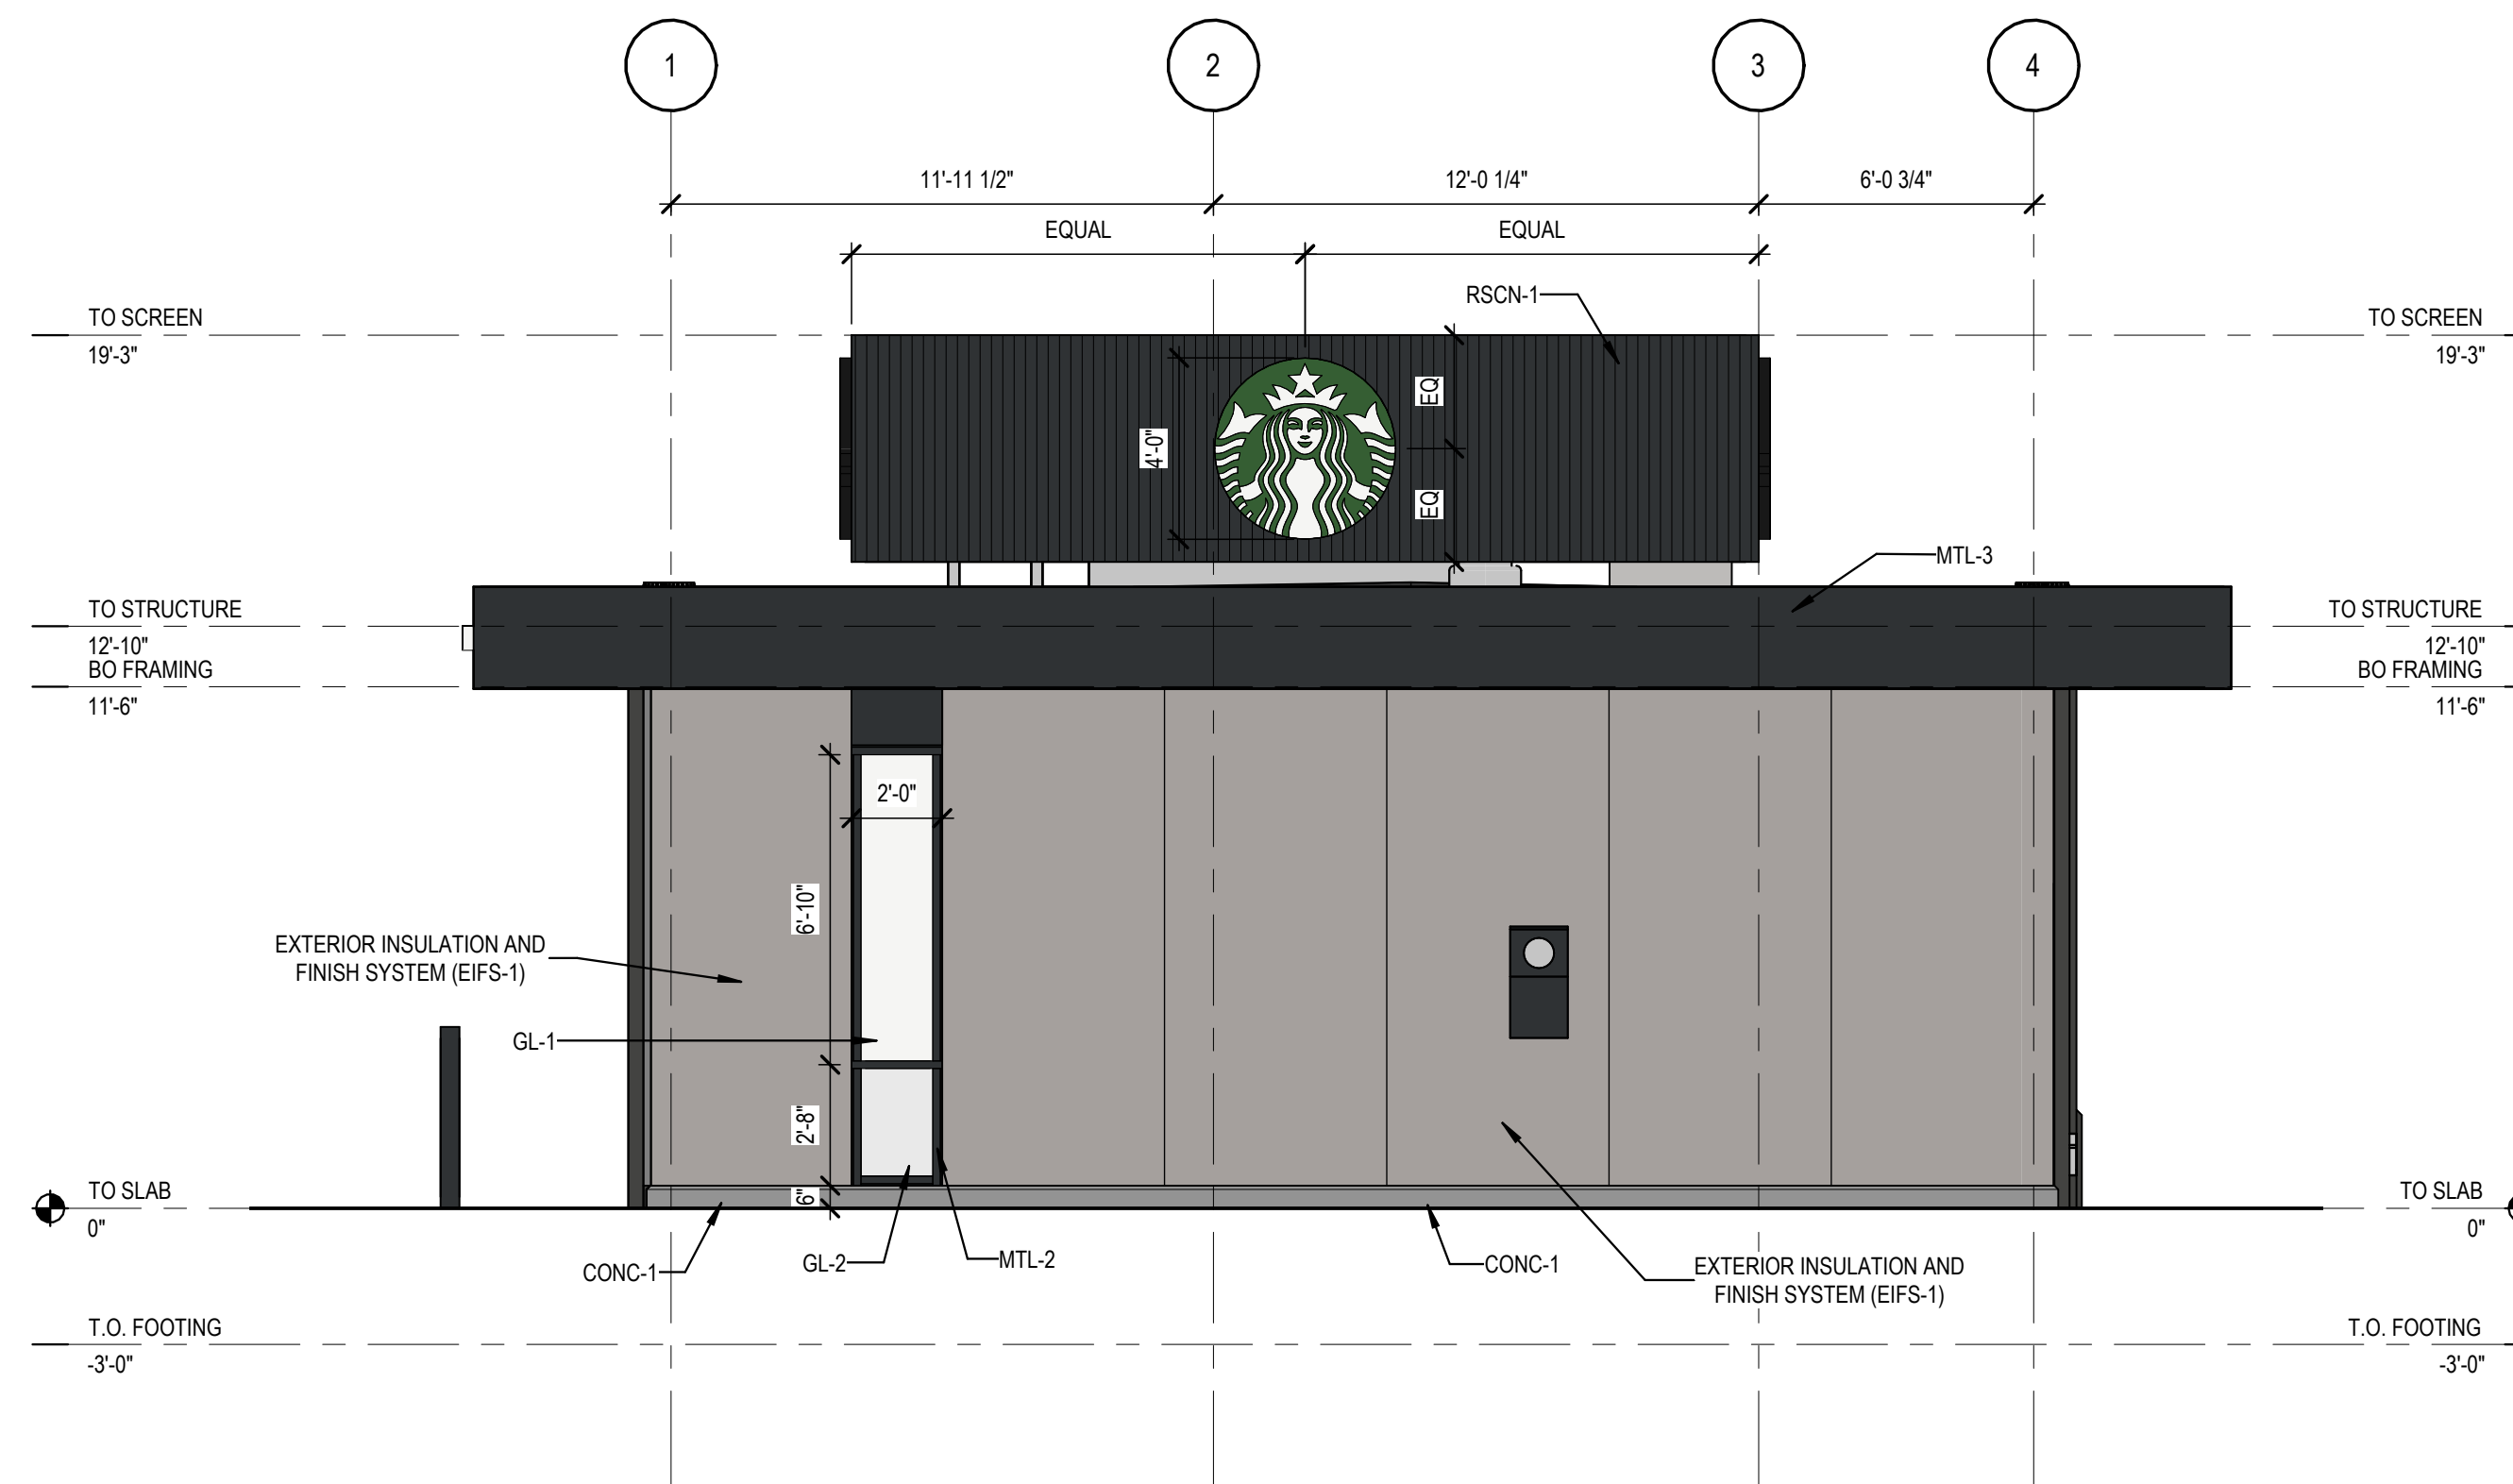 1
2
3
4
11'-11 1/2"
12'-0 1/4"
6'-0 3/4"
EQUAL
EQUAL
RSCN-1
TO SCREEN
19'-3"
TO SCREEN
19'-3"
EQ
4'-0"
EQ
MTL-3
TO STRUCTURE
12'-10"
BO FRAMING
11'-6"
TO STRUCTURE
12'-10"
BO FRAMING
11'-6"
2'-0"
6'-10"
EXTERIOR INSULATION AND
FINISH SYSTEM (EIFS-1)
GL-1
2'-8"
6"
TO SLAB
0"
TO SLAB
0"
CONC-1
GL-2
MTL-2
CONC-1
EXTERIOR INSULATION AND
FINISH SYSTEM (EIFS-1)
T.O. FOOTING
-3'-0"
T.O. FOOTING
-3'-0"